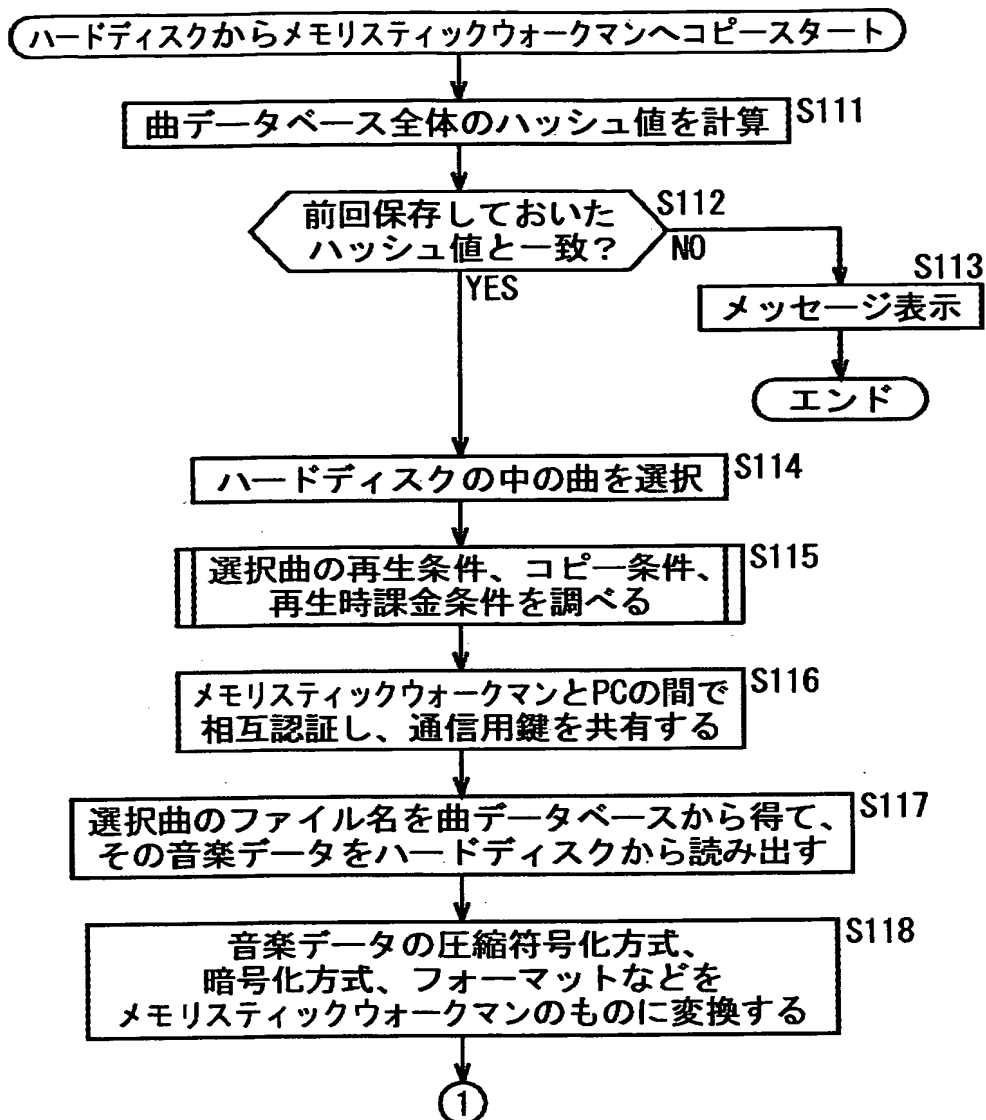 ハードディスクからメモリスティックウォークマンへコピースタート
曲データベース全体のハッシュ値を計算
S111
前回保存しておいた
ハッシュ値と一致?
S112
NO
YES
S113
メッセージ表示
エンド
ハードディスクの中の曲を選択
S114
選択曲の再生条件、コピー条件、
再生時課金条件を調べる
S115
メモリスティックウォークマンとPCの間で
相互認証し、通信用鍵を共有する
S116
選択曲のファイル名を曲データベースから得て、
その音楽データをハードディスクから読み出す
S117
音楽データの圧縮符号化方式、
暗号化方式、フォーマットなどを
メモリスティックウォークマンのものに変換する
S118
1